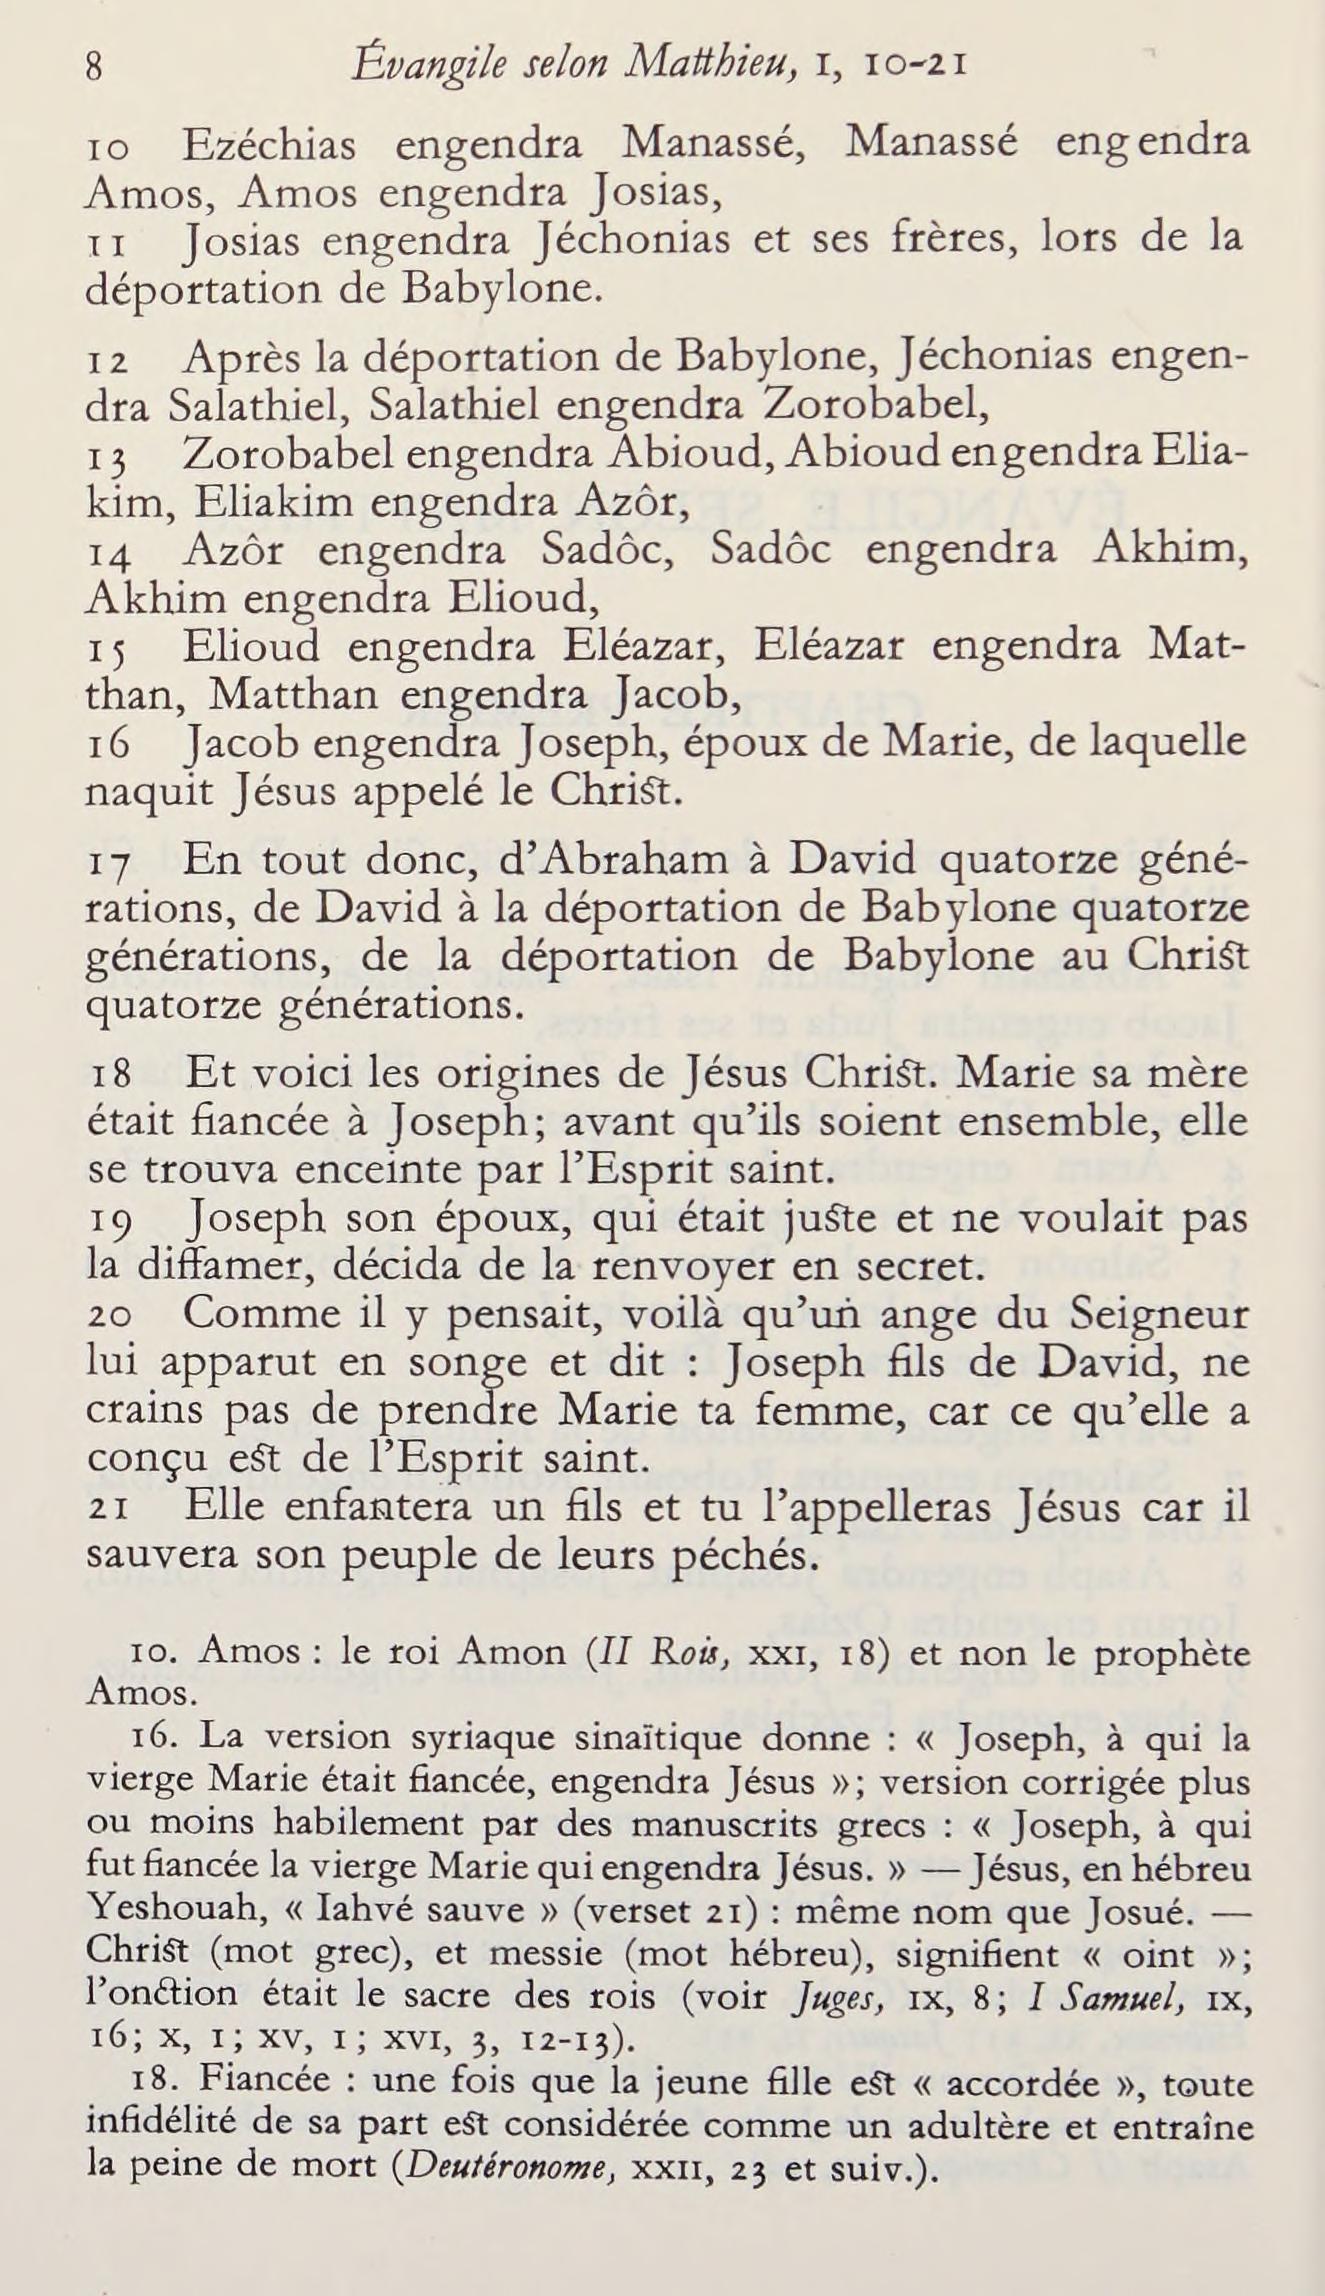 8 Évangile selon Matthieu, I, 10-21
10 Ezéchias engendra Manassé, Manassé engendra
Amos, Amos engendra Josias,
11 Josias engendra Jéchonias et ses frères, lors de la
déportation de Babylone.
12 Après la déportation de Babylone, Jéchonias engen-
dra Salathiel, Salathiel engendra Zorobabel,
13 Zorobabel engendra Abioud, Abioud engendra Elia-
kim, Eliakim engendra Azôr,
14 Azôr engendra Sadôc, Sadôc engendra Akhim,
Akhim engendra Elioud,
15 Elioud engendra Eléazar, Eléazar engendra Mat-
than, Matthan engendra Jacob,
16 Jacob engendra Joseph, époux de Marie, de laquelle
naquit Jésus appelé le Christ.
17 En tout donc, d'Abraham à David quatorze géné-
rations, de David à la déportation de Babylone quatorze
générations, de la déportation de Babylone au Christ
quatorze générations.
18 Et voici les origines de Jésus Christ. Marie sa mère
était fiancée à Joseph; avant qu'ils soient ensemble, elle
se trouva enceinte par l'Esprit saint.
19 Joseph son époux, qui était juste et ne voulait pas
la diffamer, décida de la renvoyer en secret.
20 Comme il y pensait, voilà qu'un ange du Seigneur
lui apparut en songe et dit : Joseph fils de David, ne
crains pas de prendre Marie ta femme, car ce qu'elle a
conçu est de l'Esprit saint.
21 Elle enfantera un fils et tu l'appelleras Jésus car il
sauvera son peuple de leurs péchés.
10. Amos : le roi Amon (II Rois, XXI, 18) et non le prophète
Amos.
16. La version syriaque sinaïtique donne : « Joseph, à qui la
vierge Marie était fiancée, engendra Jésus »; version corrigée plus
ou moins habilement par des manuscrits grecs : « Joseph, à qui
fut fiancée la vierge Marie qui engendra Jésus. » — Jésus, en hébreu
Yeshouah, « Iahvé sauve » (verset 21) : même nom que Josué. —
Christ (mot grec), et messie (mot hébreu), signifient « oint »;
l'onction était le sacre des rois (voir Juges, IX, 8; I Samuel, IX,
16; X, 1; XV, 1; XVI, 3, 12-13).
18. Fiancée : une fois que la jeune fille est « accordée », toute
infidélité de sa part est considérée comme un adultère et entraîne
la peine de mort (Deutéronome, XXII, 23 et suiv.).